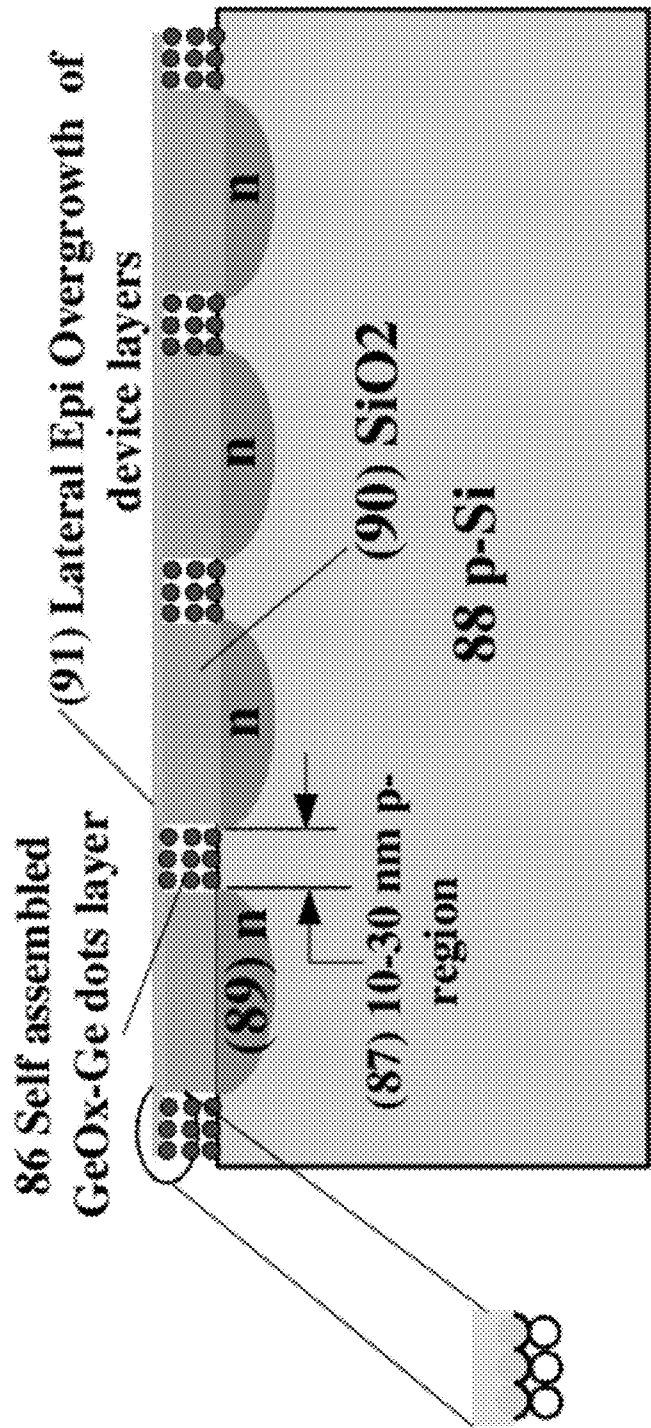 86 Self assembled
GeOx-Ge dots layer
(91) Lateral Epi Overgrowth of
device layers
(89) n
n
n
n
(87) 10-30 nm p-
region
(90) SiO2
88 p-Si